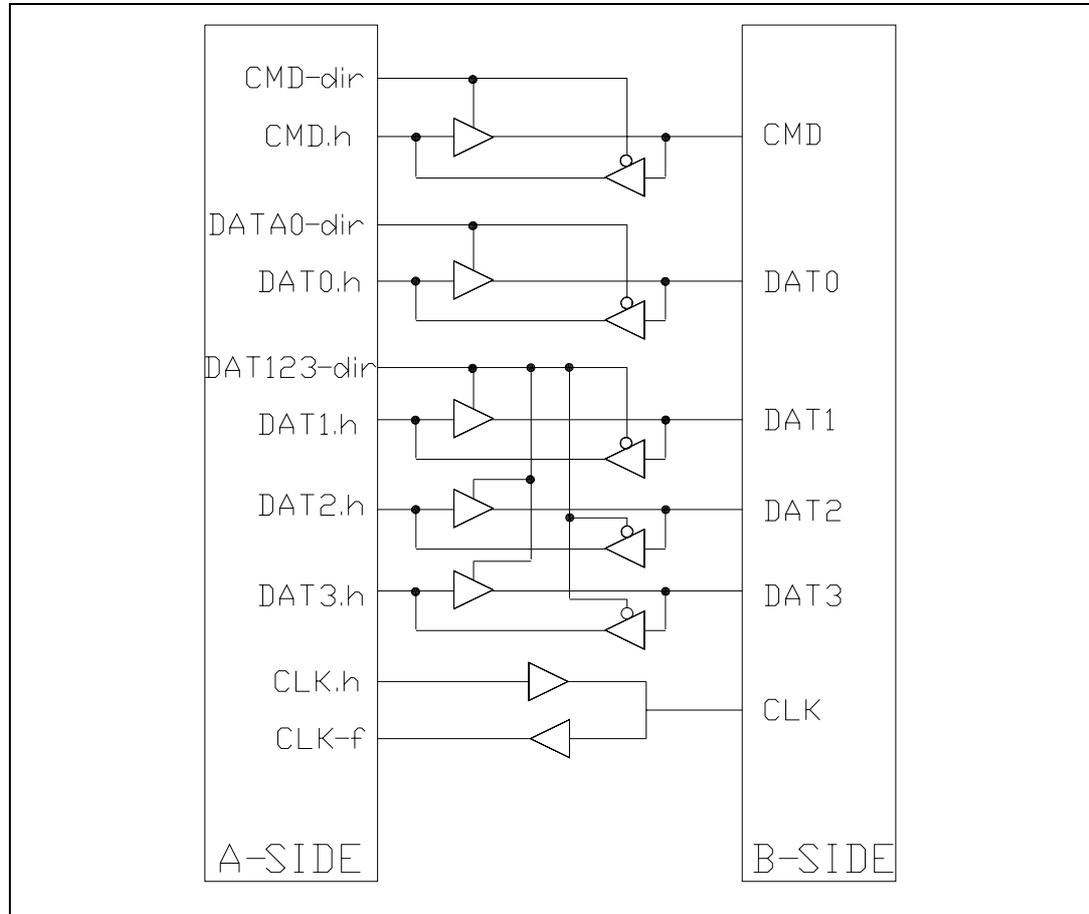 CMD-dir
CMD.h
CMD
DATA0-dir
DAT0.h
DAT0
DAT123-dir
DAT1.h
DAT1
DAT2.h
DAT2
DAT3.h
DAT3
CLK.h
CLK
CLK-f
A-SIDE
B-SIDE